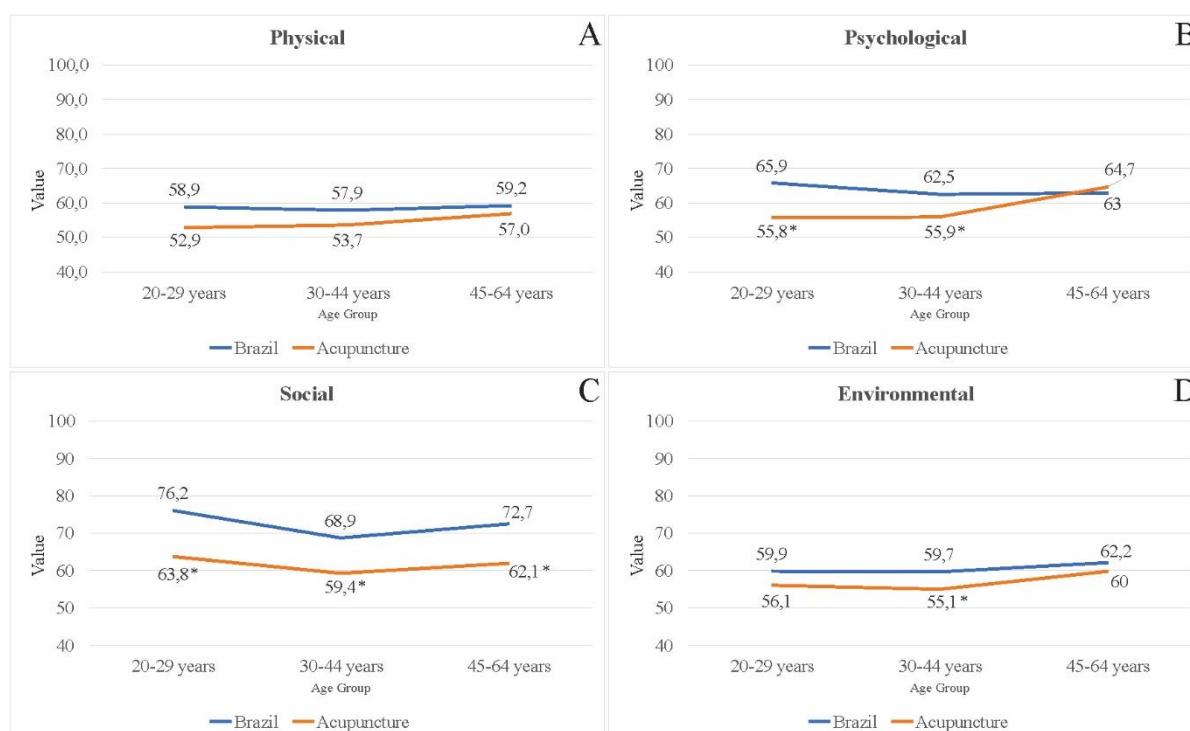 Physical
A
100,0
90,0
80,0
70,0
60,0
50,0
40,0
Value
58,9
57,9
59,2
52,9
53,7
57,0
20-29 years
30-44 years
45-64 years
Age Group
Brazil
Acupuncture
Psychological
B
100
90
80
70
60
50
40
Value
65,9
62,5
64,7
63
55,8*
55,9*
20-29 years
30-44 years
45-64 years
Age Group
Brazil
Acupuncture
Social
C
100
90
80
70
60
50
40
Value
76,2
68,9
72,7
63,8*
59,4*
62,1*
20-29 years
30-44 years
45-64 years
Age Group
Brazil
Acupuncture
Environmental
D
100
90
80
70
60
50
40
Value
59,9
59,7
62,2
56,1
55,1*
60
20-29 years
30-44 years
45-64 years
Age Group
Brazil
Acupuncture